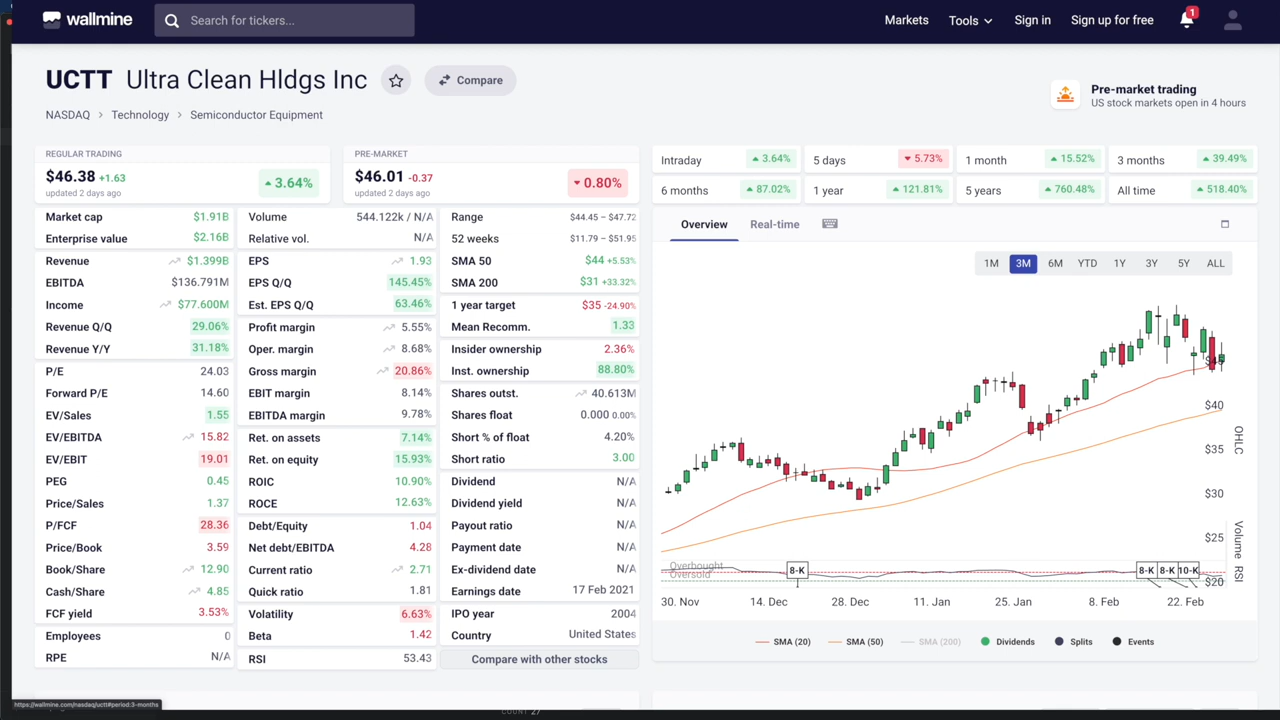 wallmine
Search for tickers...
Markets
Tools
Sign in
Sign up for free
1
UCTT Ultra Clean Hldgs Inc
Compare
NASDAQ > Technology > Semiconductor Equipment
Pre-market trading
US stock markets open in 4 hours
REGULAR TRADING
$46.38 +1.63
updated 2 days ago
3.64%
PRE-MARKET
$46.01 -0.37
updated 2 days ago
0.80%
Intraday 3.64%
5 days 5.73%
1 month 15.52%
3 months 39.49%
6 months 87.02%
1 year 121.81%
5 years 760.48%
All time 518.40%
Market cap $1.91B
Enterprise value $2.16B
Revenue $1.399B
EBITDA $136.791M
Income $77.600M
Revenue Q/Q 29.06%
Revenue Y/Y 31.18%
P/E 24.03
Forward P/E 14.60
EV/Sales 1.55
EV/EBITDA 15.82
EV/EBIT 19.01
PEG 0.45
Price/Sales 1.37
P/FCF 28.36
Price/Book 3.59
Book/Share 12.90
Cash/Share 4.85
FCF yield 3.53%
Employees 0
RPE N/A
Volume 544.122k / N/A
Relative vol. N/A
EPS 1.93
EPS Q/Q 145.45%
Est. EPS Q/Q 63.46%
Profit margin 5.55%
Oper. margin 8.68%
Gross margin 20.86%
EBIT margin 8.14%
EBITDA margin 9.78%
Ret. on assets 7.14%
Ret. on equity 15.93%
ROIC 10.90%
ROCE 12.63%
Debt/Equity 1.04
Net debt/EBITDA 4.28
Current ratio 2.71
Quick ratio 1.81
Volatility 6.63%
Beta 1.42
RSI 53.43
Range $44.45 – $47.72
52 weeks $11.79 – $51.95
SMA 50 $44 +5.53%
SMA 200 $31 +33.32%
1 year target $35 -24.90%
Mean Recomm. 1.33
Insider ownership 2.36%
Inst. ownership 88.80%
Shares outst. 40.613M
Shares float 0.000 0.00%
Short % of float 4.20%
Short ratio 3.00
Dividend N/A
Dividend yield N/A
Payout ratio N/A
Payment date N/A
Ex-dividend date N/A
Earnings date 17 Feb 2021
IPO year 2004
Country United States
Compare with other stocks
Overview
Real-time
1M 3M 6M YTD 1Y 3Y 5Y ALL
$45
$40
$35
$30
$25
$20
OHLC
Volume
RSI
Overbought
Oversold
8-K
8-K
8-K
10-K
30. Nov 14. Dec 28. Dec 11. Jan 25. Jan 8. Feb 22. Feb
SMA (20) SMA (50) SMA (200) Dividends Splits Events
https://wallmine.com/nasdaq/uctt#period:3-months
COUNT 27